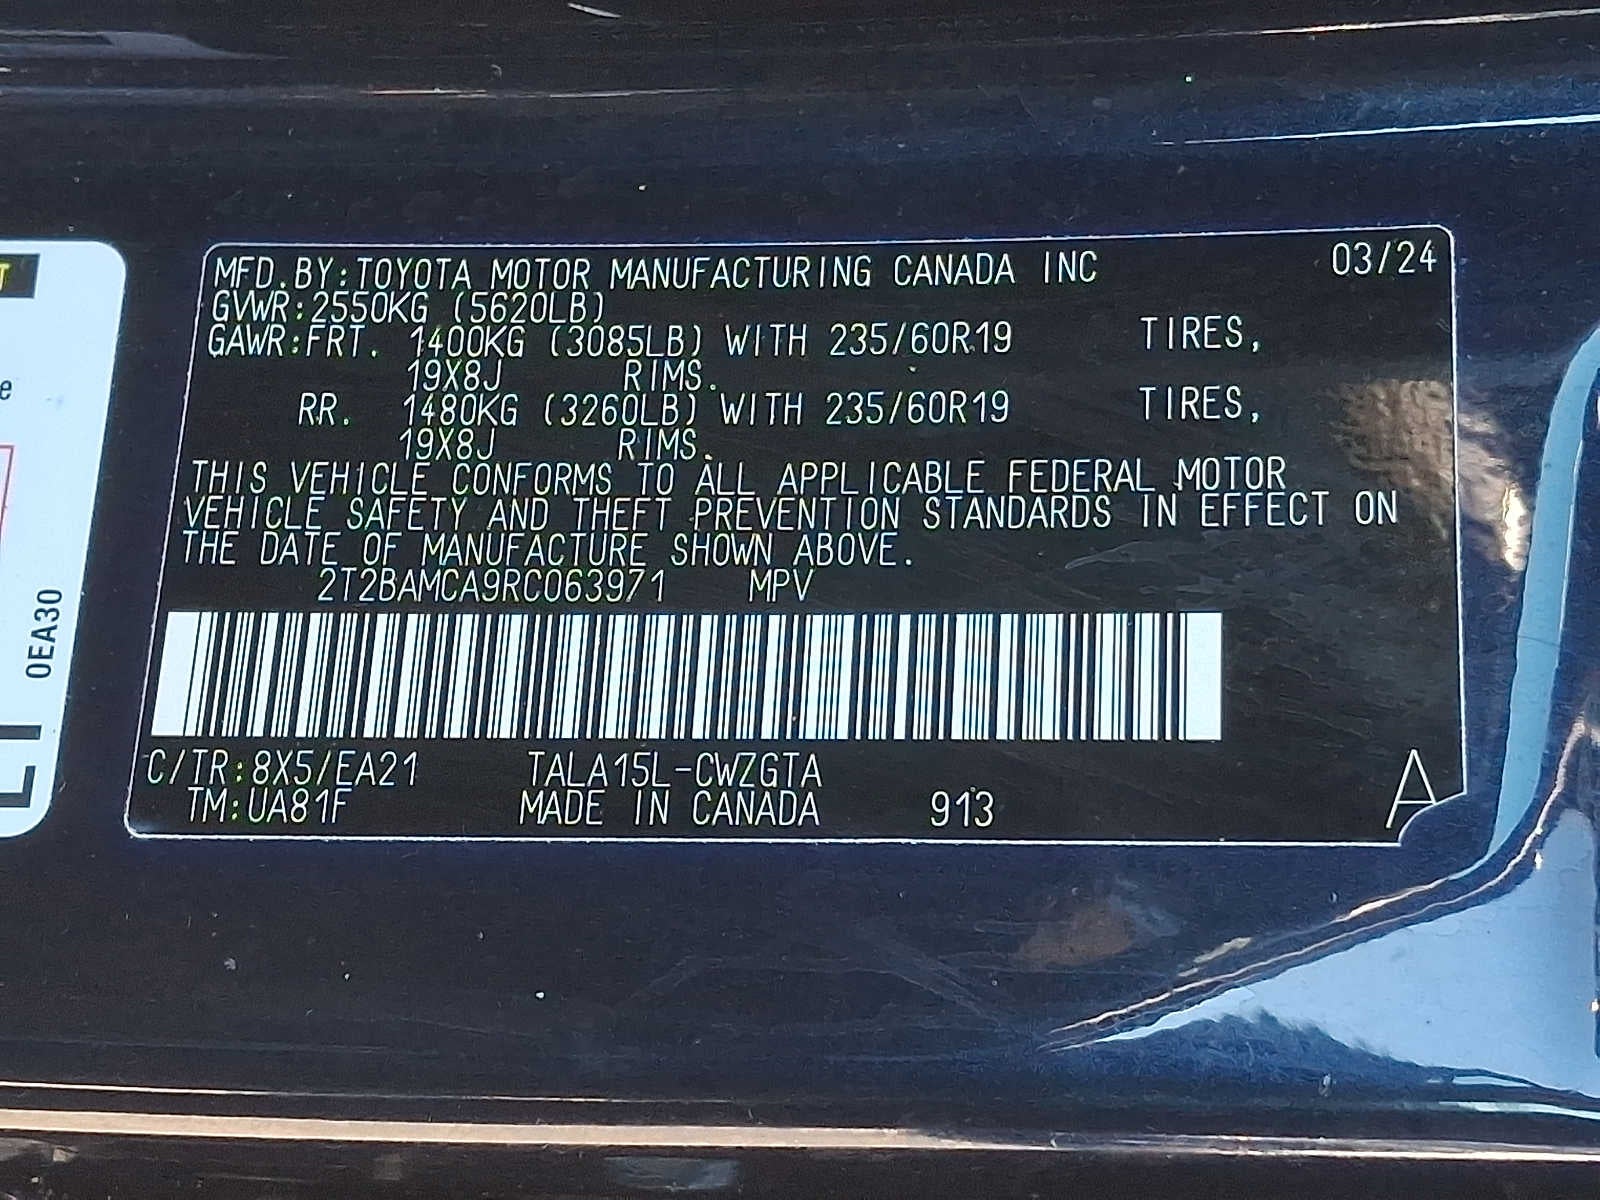 MFD.BY:TOYOTA MOTOR MANUFACTURING CANADA INC 03/24
GVWR:2550KG (5620LB)
GAWR:FRT. 1400KG (3085LB) WITH 235/60R19 TIRES,
19X8J RIMS.
RR. 1480KG (3260LB) WITH 235/60R19 TIRES,
19X8J RIMS.
THIS VEHICLE CONFORMS TO ALL APPLICABLE FEDERAL MOTOR
VEHICLE SAFETY AND THEFT PREVENTION STANDARDS IN EFFECT ON
THE DATE OF MANUFACTURE SHOWN ABOVE.
2T2BAMCA9RC063971 MPV
C/TR:8X5/EA21 TALA15L-CWZGTA
TM:UA81F MADE IN CANADA 913
A
0EA30